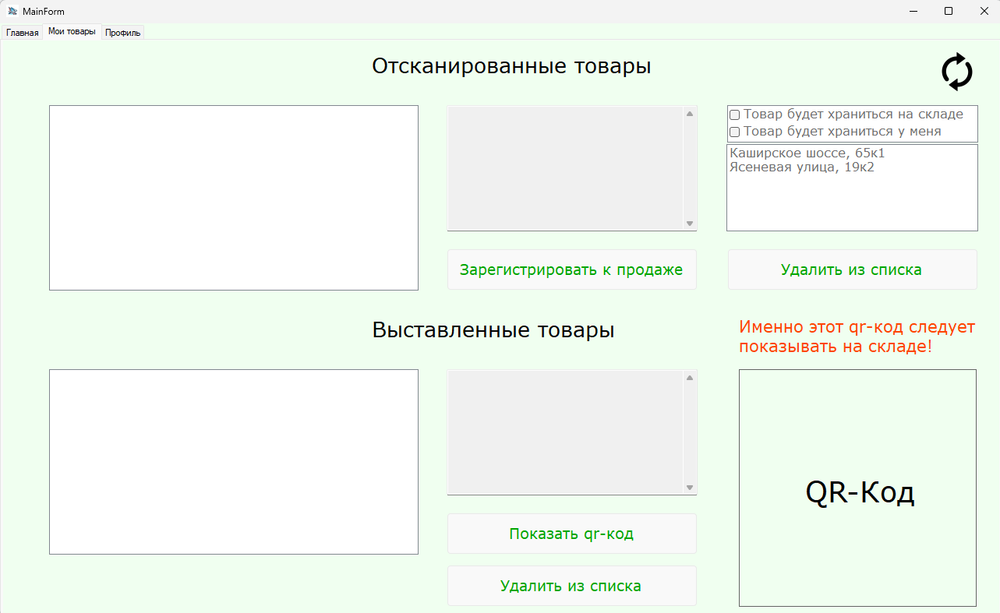 MainForm
Главная
Мои товары
Профиль
Отсканированные товары
Товар будет храниться на складе
Товар будет храниться у меня
Каширское шоссе, 65к1
Ясеневая улица, 19к2
Зарегистрировать к продаже
Удалить из списка
Выставленные товары
Именно этот qr-код следует
показывать на складе!
QR-Код
Показать qr-код
Удалить из списка